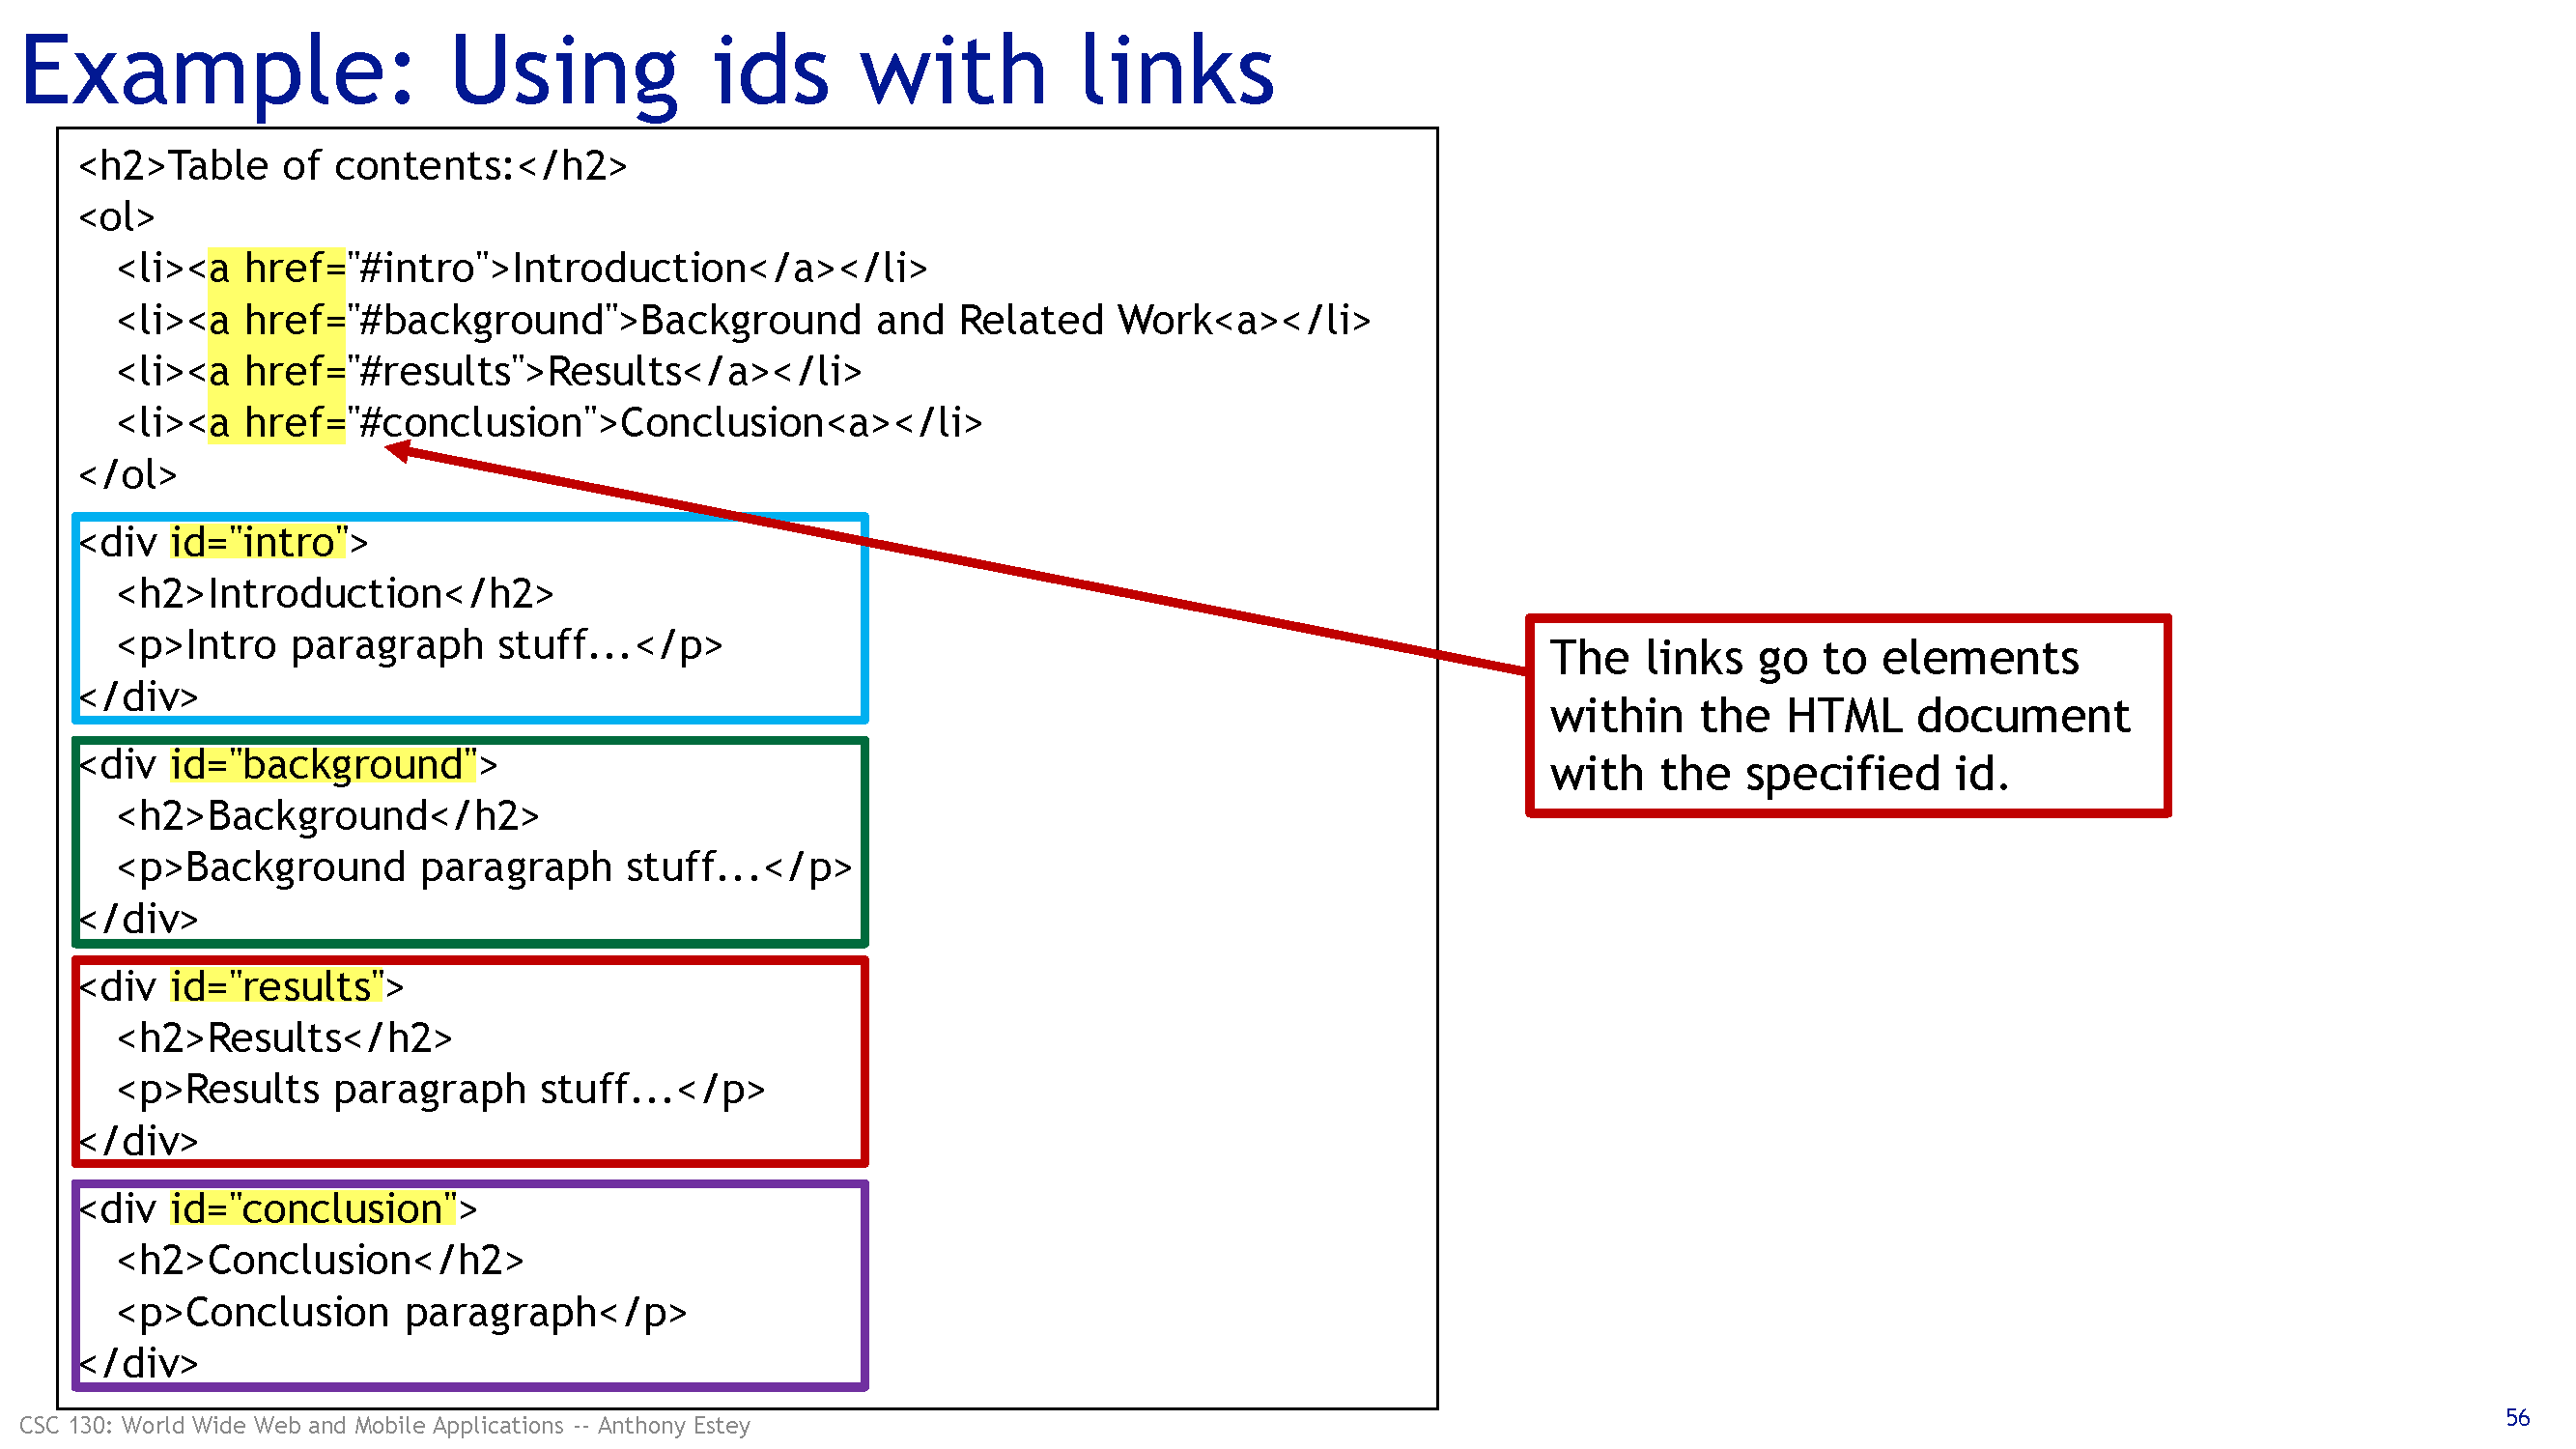 Example: Using ids with links
<h2>Table of contents:</h2>
<ol>
<li><a href="#intro">Introduction</a></li>
<li><a href="#background">Background and Related Work<a></li>
<li><a href="#results">Results</a></li>
<li><a href="#conclusion">Conclusion<a></li>
</ol>
<div id="intro">
<h2>Introduction</h2>
<p>Intro paragraph stuff...</p>
</div>
<div id="background">
<h2>Background</h2>
<p>Background paragraph stuff...</p>
</div>
<div id="results">
<h2>Results</h2>
<p>Results paragraph stuff...</p>
</div>
<div id="conclusion">
<h2>Conclusion</h2>
<p>Conclusion paragraph</p>
</div>
The links go to elements
within the HTML document
with the specified id.
CSC 130: World Wide Web and Mobile Applications -- Anthony Estey
56